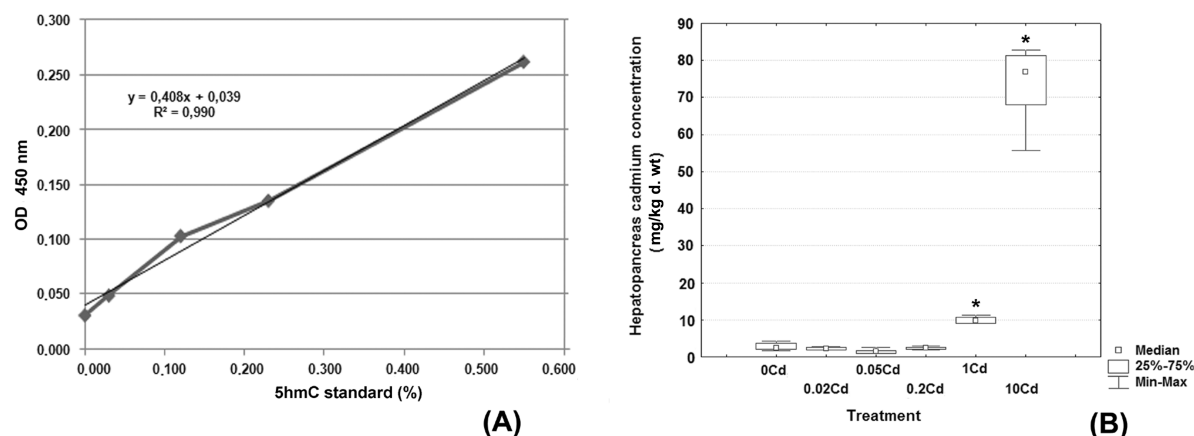 0.300
0.250
0.200
0.150
0.100
0.050
0.000
OD 450 nm
y = 0,408x + 0,039
R² = 0,990
0.000 0.100 0.200 0.300 0.400 0.500 0.600
5hmC standard (%)
(A)
90
80
70
60
50
40
30
20
10
0
Hepatopancreas cadmium concentration
(mg/kg d. wt)
*
*
0Cd 0.05Cd 1Cd
0.02Cd 0.2Cd 10Cd
Treatment
Median
25%-75%
Min-Max
(B)